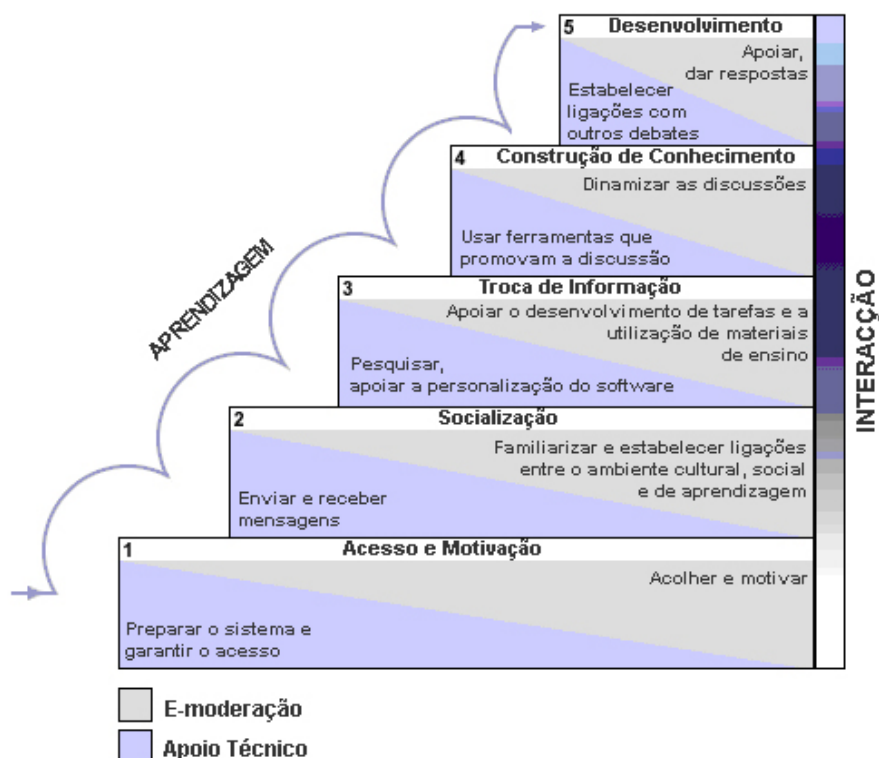 5 Desenvolvimento
Apoiar,
dar respostas
Estabelecer
ligações com
outros debates
4 Construção de Conhecimento
Dinamizar as discussões
Usar ferramentas que
promovam a discussão
3 Troca de Informação
Apoiar o desenvolvimento de tarefas e a
utilização de materiais
de ensino
Pesquisar,
apoiar a personalização do software
2 Socialização
Familiarizar e estabelecer ligações
entre o ambiente cultural, social
e de aprendizagem
Enviar e receber
mensagens
1 Acesso e Motivação
Acolher e motivar
Preparar o sistema e
garantir o acesso
APRENDIZAGEM
INTERACÇÃO
E-moderação
Apoio Técnico